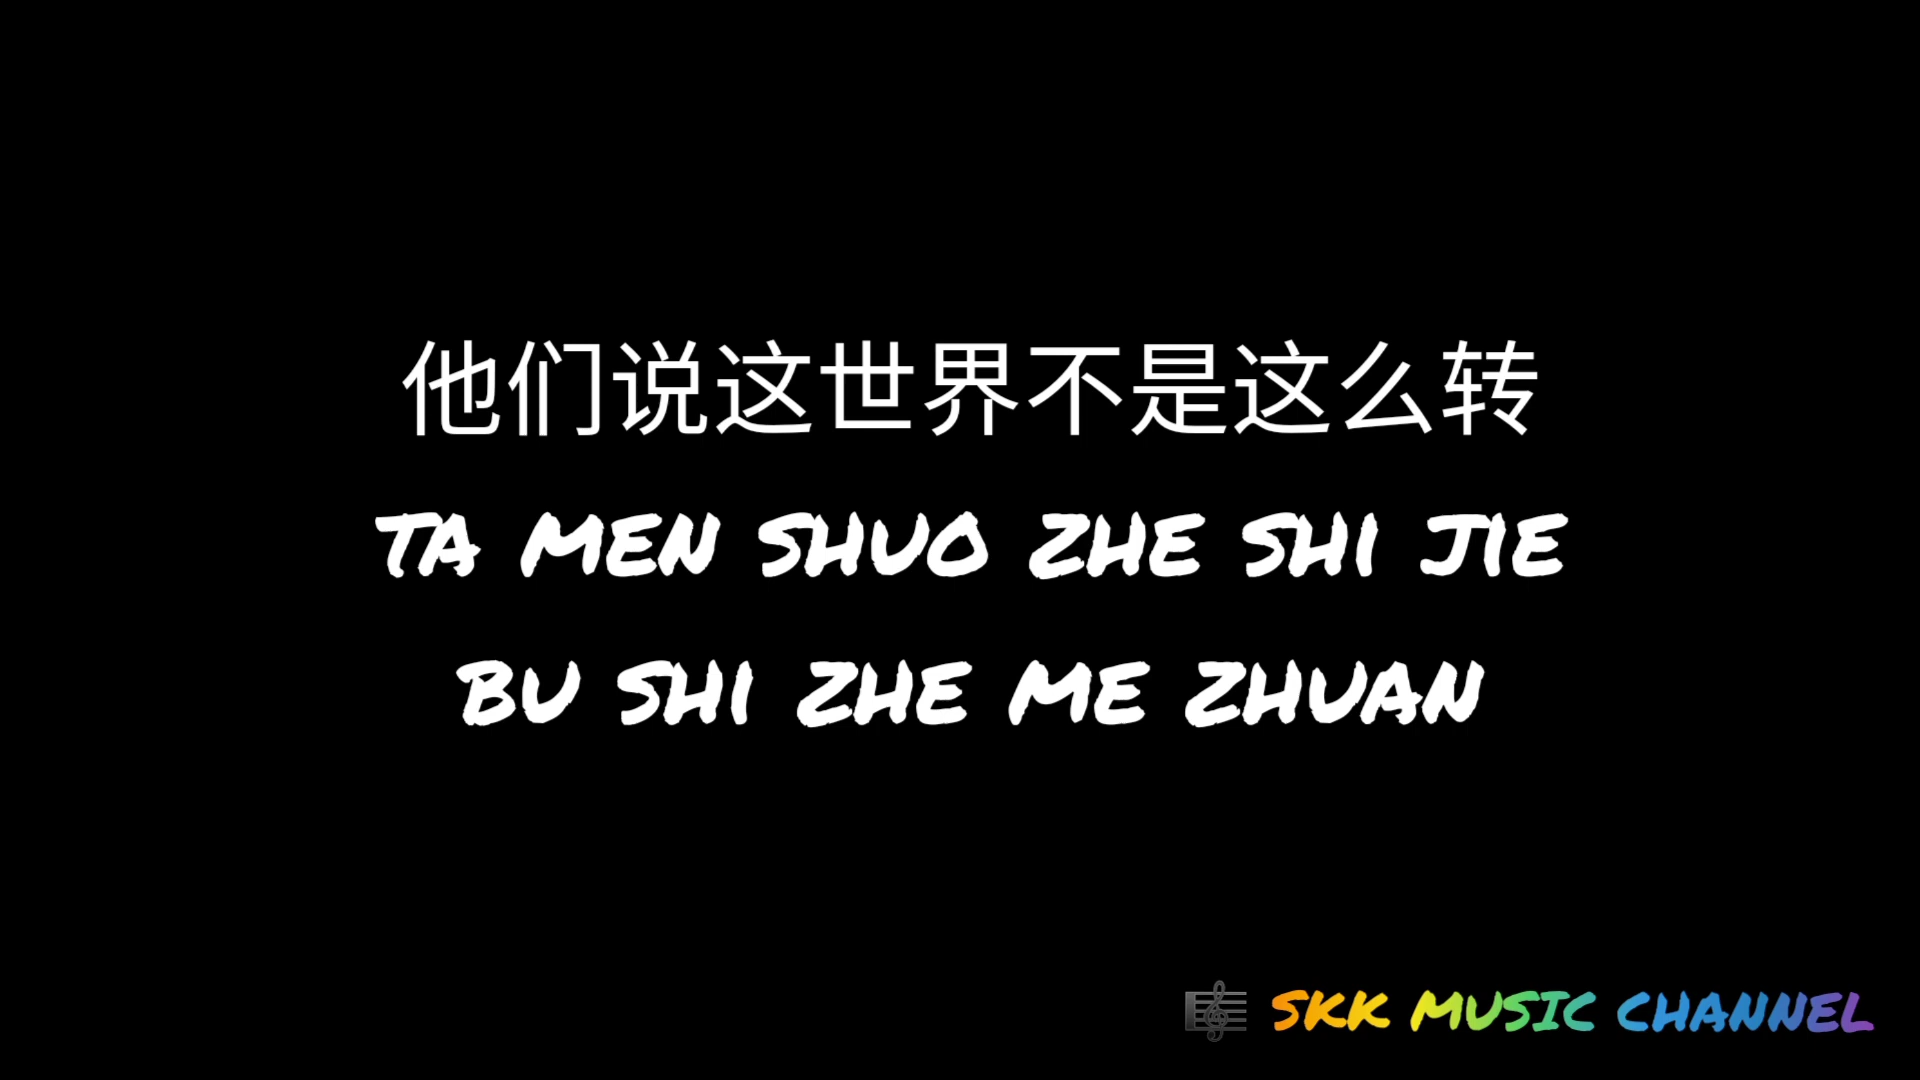 他们说这世界不是这么转
TA MEN SHUO ZHE SHI JIE
BU SHI ZHE ME ZHUAN
SKK MUSIC CHANNEL